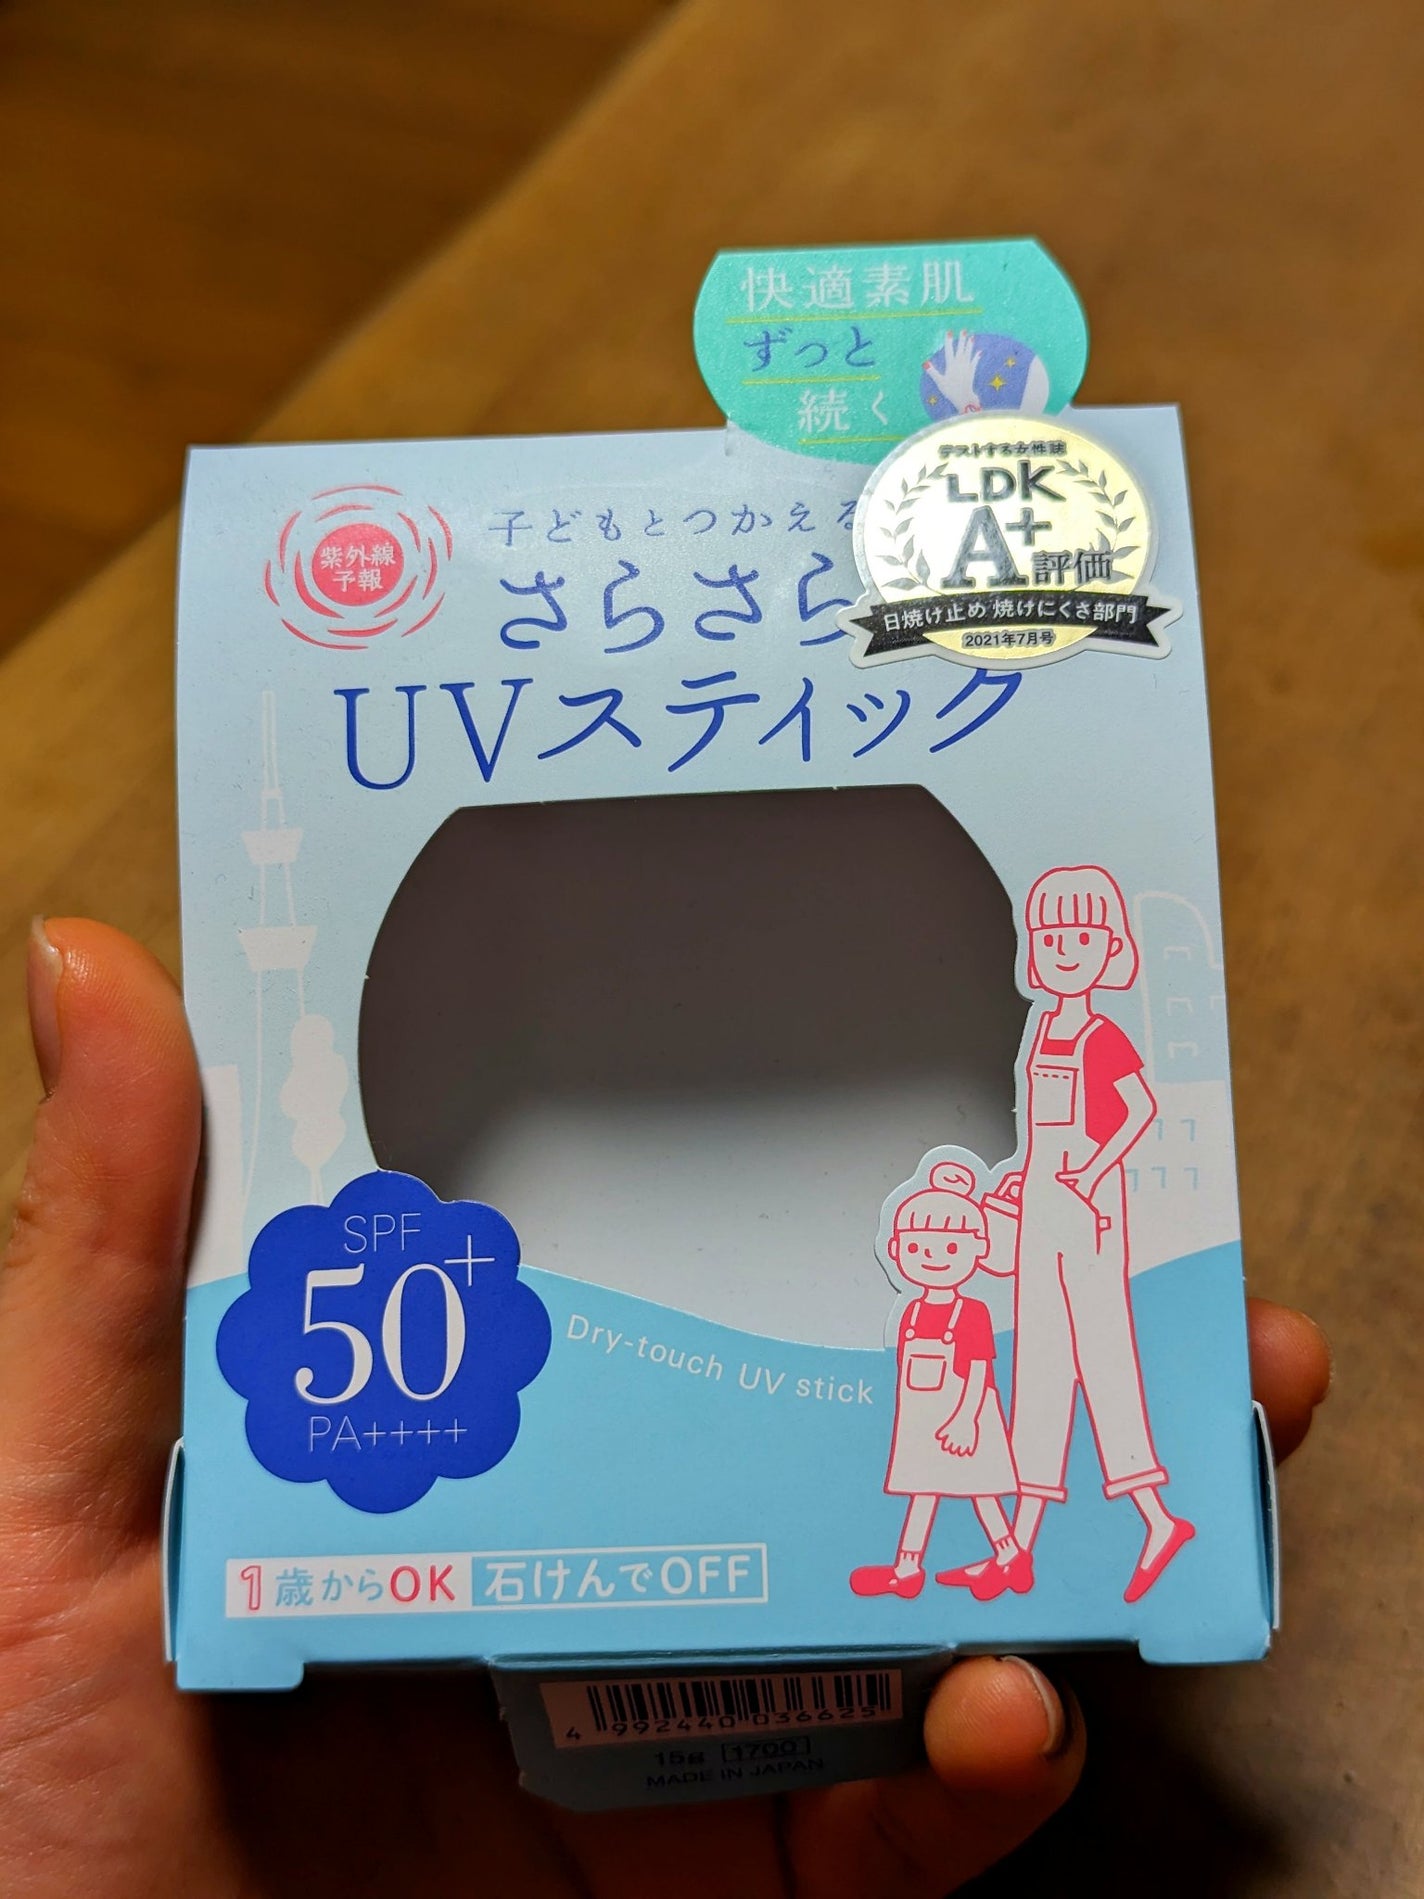 快適素肌
ずっと
続く
テストする女性誌
LDK
A+評価
日焼け止め 焼けにくさ部門
2021年7月号
紫外線
予報
子どもとつかえる
さらさら
UVスティック
SPF
50+
PA++++
Dry-touch UV stick
1歳からOK 石けんでOFF
4 992440 036625
15g [1700]
MADE IN JAPAN